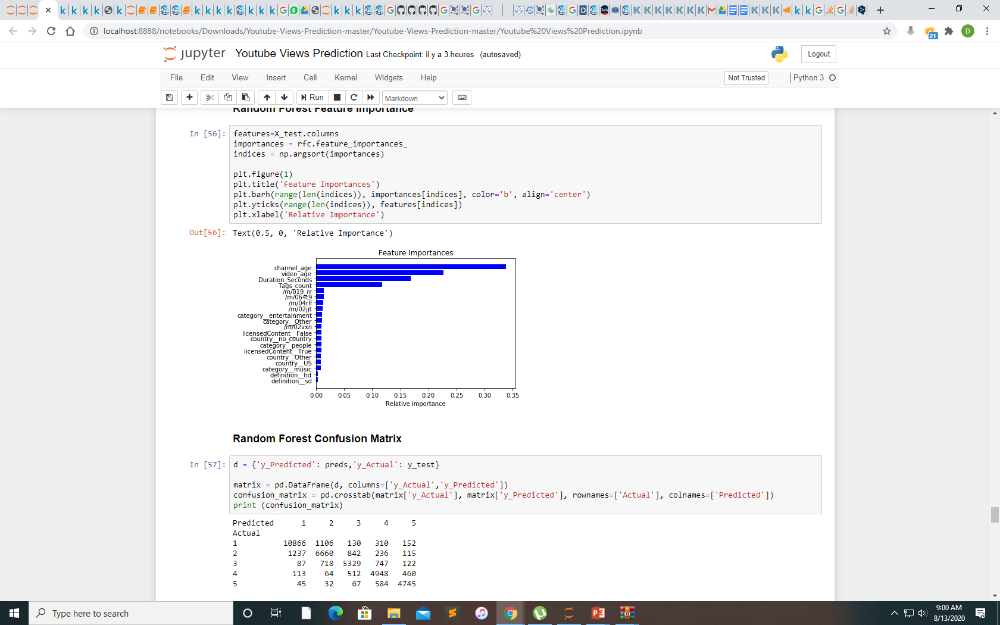 localhost:8888/notebooks/Downloads/Youtube-Views-Prediction-master/Youtube-Views-Prediction-master/Youtube%20Views%20Prediction.ipynb
21
D
jupyter Youtube Views Prediction Last Checkpoint: il y a 3 heures (autosaved)
Logout
File Edit View Insert Cell Kernel Widgets Help
Not Trusted
Python 3
Run
Markdown
Random Forest Feature Importance
In [56]:
features=X_test.columns
importances = rfc.feature_importances_
indices = np.argsort(importances)
plt.figure(1)
plt.title('Feature Importances')
plt.barh(range(len(indices)), importances[indices], color='b', align='center')
plt.yticks(range(len(indices)), features[indices])
plt.xlabel('Relative Importance')
Out[56]: Text(0.5, 0, 'Relative Importance')
Feature Importances
channel_age
video_age
Duration_Seconds
Tags_count
/m/019_rr
/m/064t9
/m/04rlf
/m/02jjt
category__entertainment
category__Other
/m/02vxn
licensedContent__False
country__no_country
category__people
licensedContent__True
country__Other
country__US
category__music
definition__hd
definition__sd
0.00 0.05 0.10 0.15 0.20 0.25 0.30 0.35
Relative Importance
Random Forest Confusion Matrix
In [57]:
d = {'y_Predicted': preds,'y_Actual': y_test}
matrix = pd.DataFrame(d, columns=['y_Actual','y_Predicted'])
confusion_matrix = pd.crosstab(matrix['y_Actual'], matrix['y_Predicted'], rownames=['Actual'], colnames=['Predicted'])
print (confusion_matrix)
Predicted 1 2 3 4 5
Actual
1 10866 1106 130 310 152
2 1237 6660 842 236 115
3 87 718 5329 747 122
4 113 64 512 4948 460
5 45 32 67 584 4745
Type here to search
9:00 AM
8/13/2020